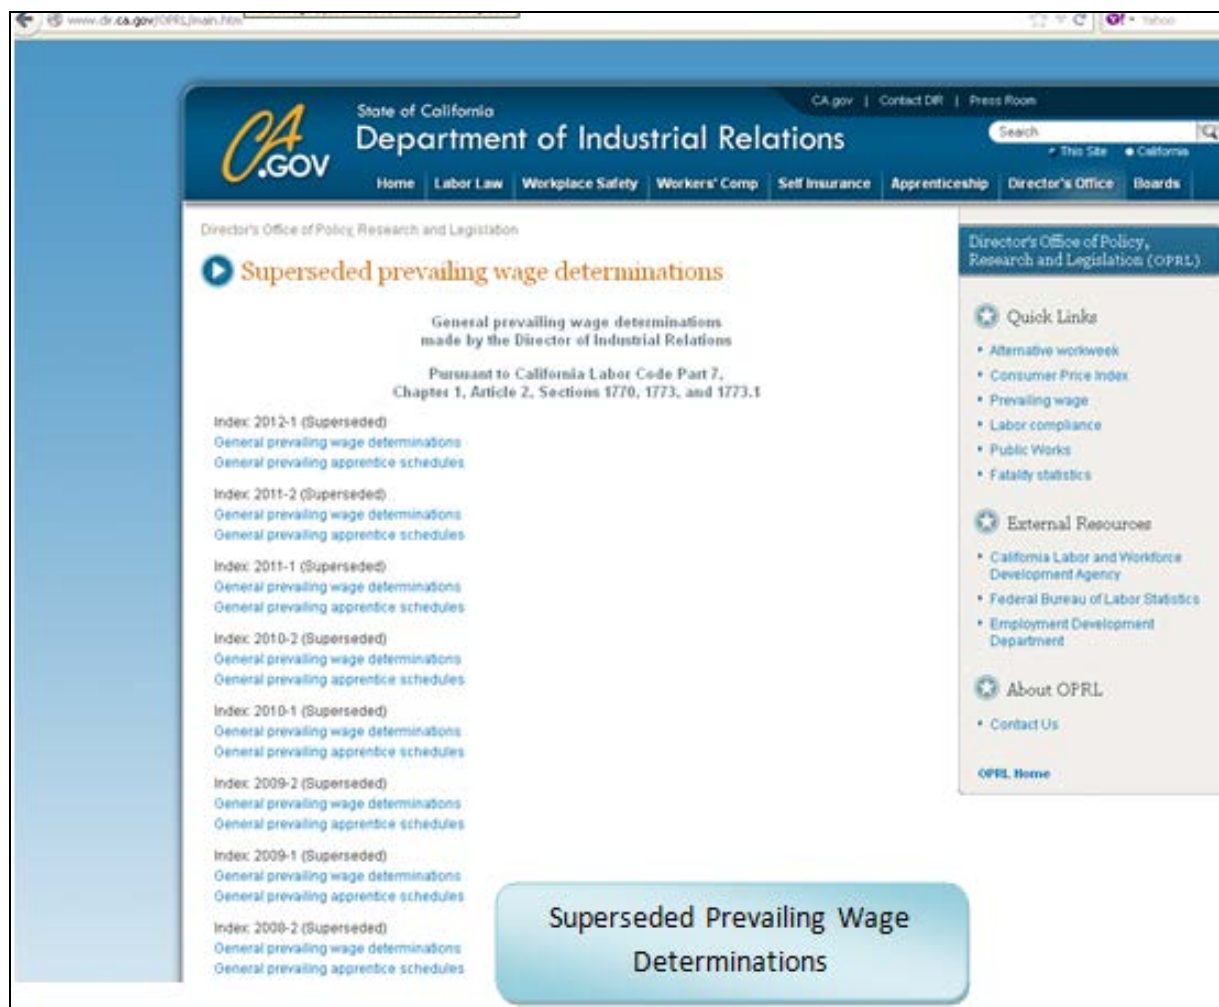 www.dir.ca.gov/OPRL/main.htm
Yahoo
CA.gov | Contact DIR | Press Room
CA.GOV
State of California
Department of Industrial Relations
Search
This Site California
Home Labor Law Workplace Safety Workers' Comp Self Insurance Apprenticeship Director's Office Boards
Director's Office of Policy, Research and Legislation
Superseded prevailing wage determinations
General prevailing wage determinations
made by the Director of Industrial Relations
Pursuant to California Labor Code Part 7,
Chapter 1, Article 2, Sections 1770, 1773, and 1773.1
Index: 2012-1 (Superseded)
General prevailing wage determinations
General prevailing apprentice schedules
Index: 2011-2 (Superseded)
General prevailing wage determinations
General prevailing apprentice schedules
Index: 2011-1 (Superseded)
General prevailing wage determinations
General prevailing apprentice schedules
Index: 2010-2 (Superseded)
General prevailing wage determinations
General prevailing apprentice schedules
Index: 2010-1 (Superseded)
General prevailing wage determinations
General prevailing apprentice schedules
Index: 2009-2 (Superseded)
General prevailing wage determinations
General prevailing apprentice schedules
Index: 2009-1 (Superseded)
General prevailing wage determinations
General prevailing apprentice schedules
Index: 2008-2 (Superseded)
General prevailing wage determinations
General prevailing apprentice schedules
Director's Office of Policy,
Research and Legislation (OPRL)
Quick Links
Alternative workweek
Consumer Price Index
Prevailing wage
Labor compliance
Public Works
Fatality statistics
External Resources
California Labor and Workforce
Development Agency
Federal Bureau of Labor Statistics
Employment Development
Department
About OPRL
Contact Us
OPRL Home
Superseded Prevailing Wage
Determinations